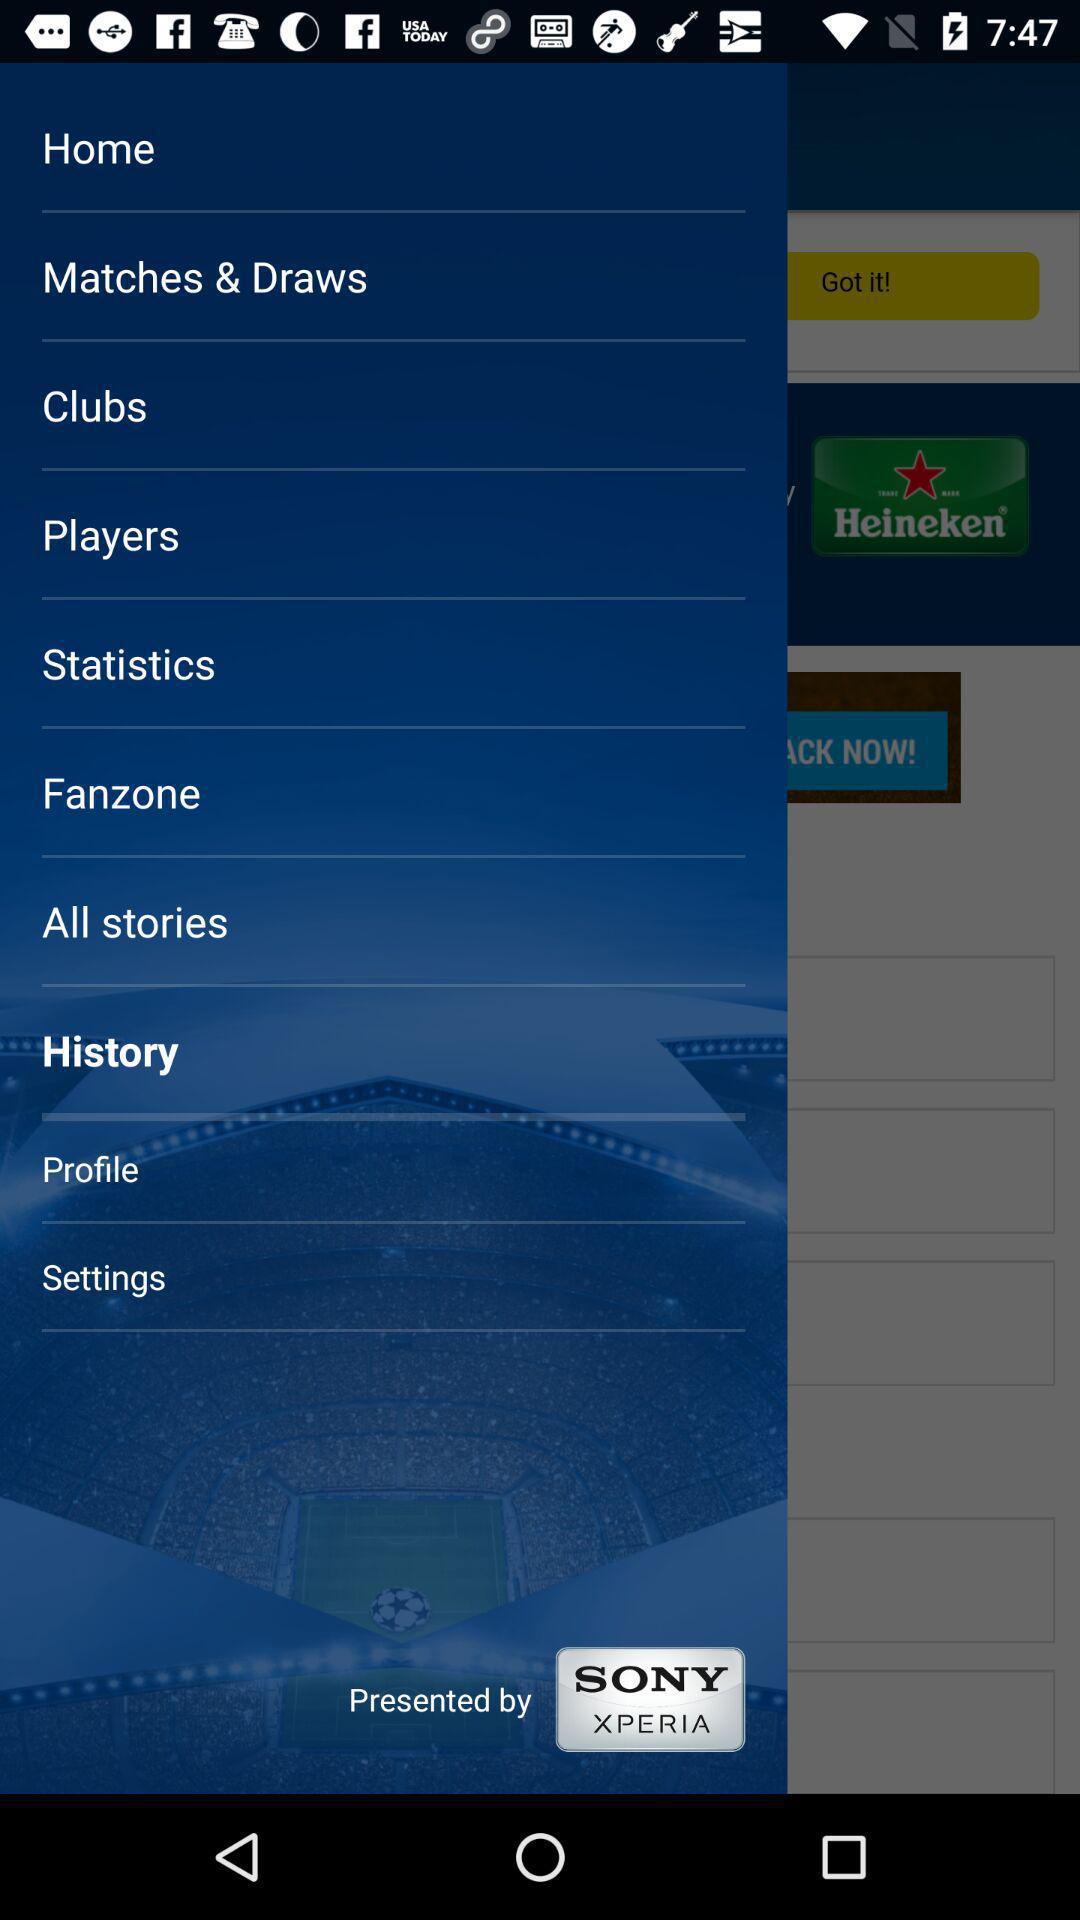 USA
TODAY
7:47
Home
Matches & Draws
Clubs
Players
Statistics
Fanzone
All stories
History
Profile
Settings
Presented by
SONY
XPERIA
Got it!
y
TRADE MARK
Heineken®
ACK NOW!